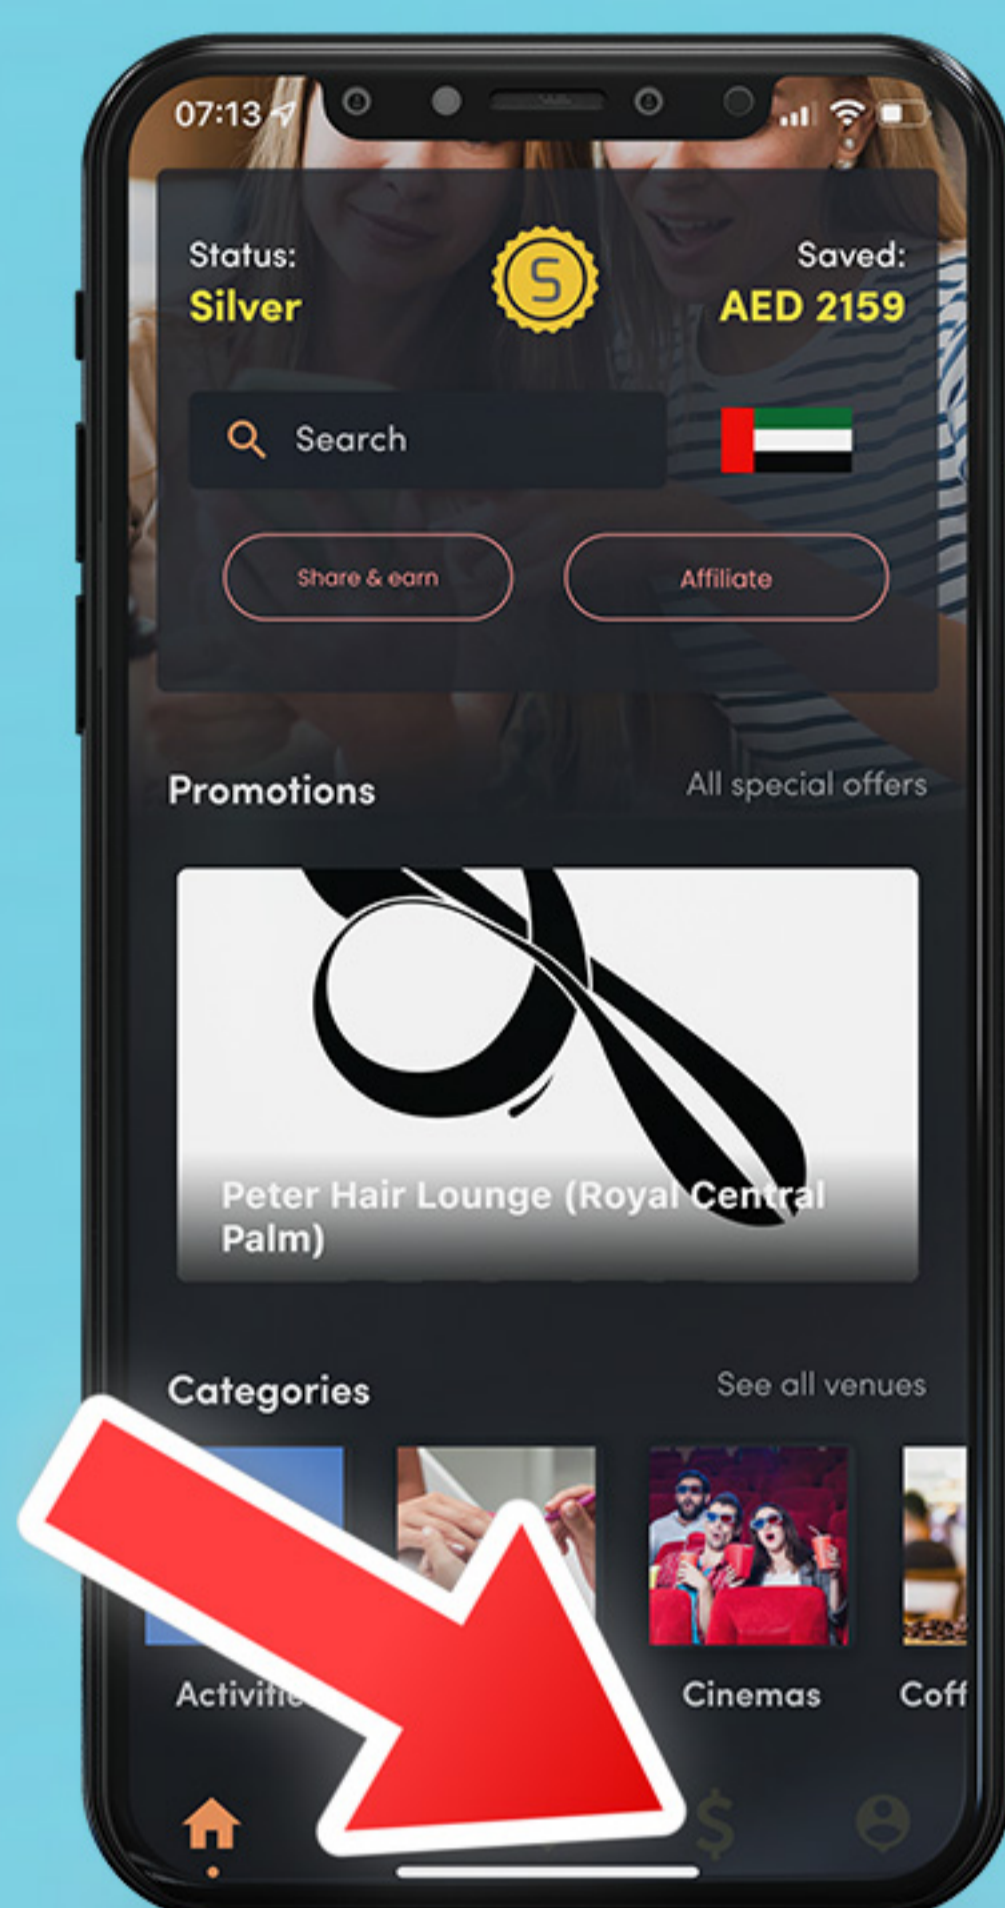 07:13
Status:
Silver
S
Saved:
AED 2159
Search
Share & earn
Affiliate
Promotions
All special offers
Peter Hair Lounge (Royal Central
Palm)
Categories
See all venues
Cinemas
$